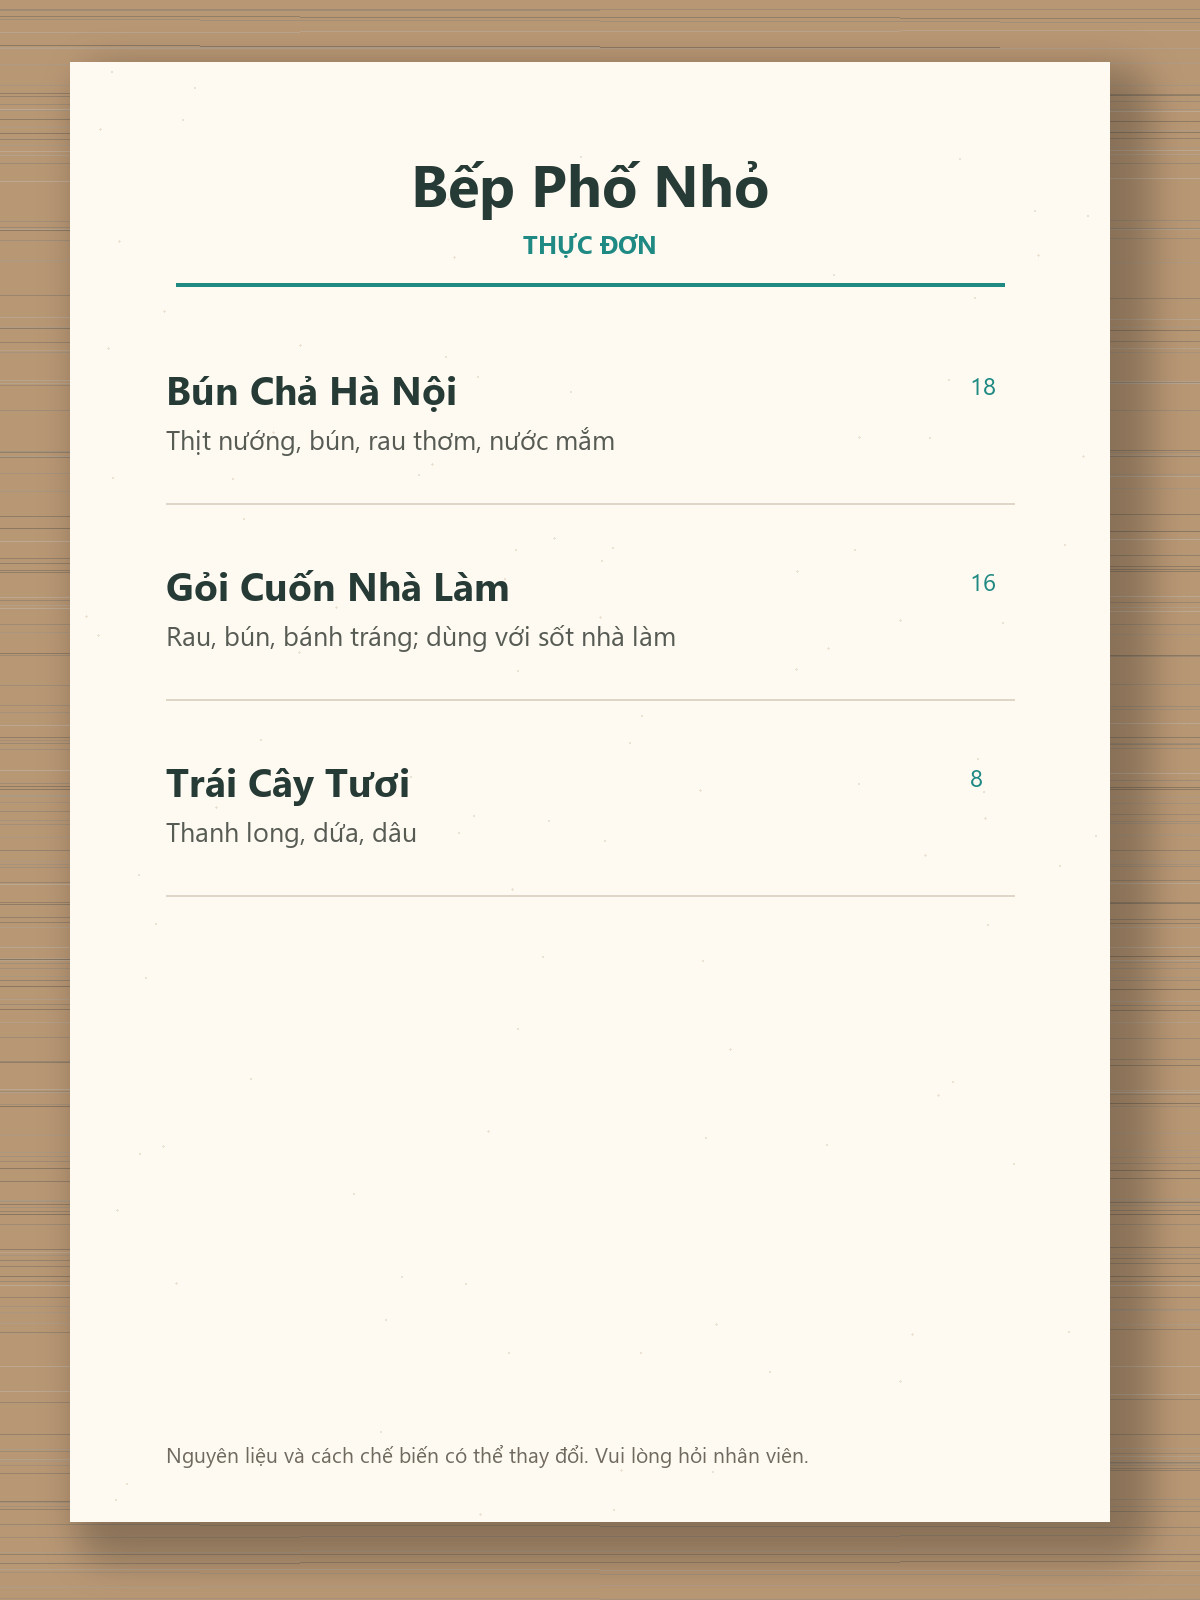 Bếp Phố Nhỏ
THỰC ĐƠN
Bún Chả Hà Nội 18
Thịt nướng, bún, rau thơm, nước mắm
Gỏi Cuốn Nhà Làm 16
Rau, bún, bánh tráng; dùng với sốt nhà làm
Trái Cây Tươi 8
Thanh long, dứa, dâu
Nguyên liệu và cách chế biến có thể thay đổi. Vui lòng hỏi nhân viên.